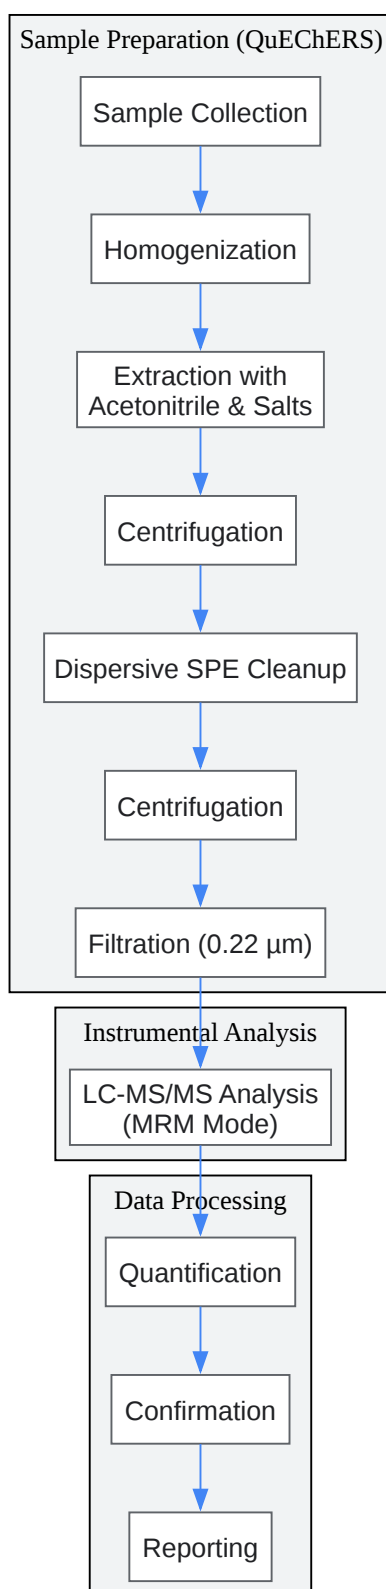 Sample Preparation (QuEChERS)
Sample Collection
Homogenization
Extraction with
Acetonitrile & Salts
Centrifugation
Dispersive SPE Cleanup
Centrifugation
Filtration (0.22 µm)
Instrumental Analysis
LC-MS/MS Analysis
(MRM Mode)
Data Processing
Quantification
Confirmation
Reporting